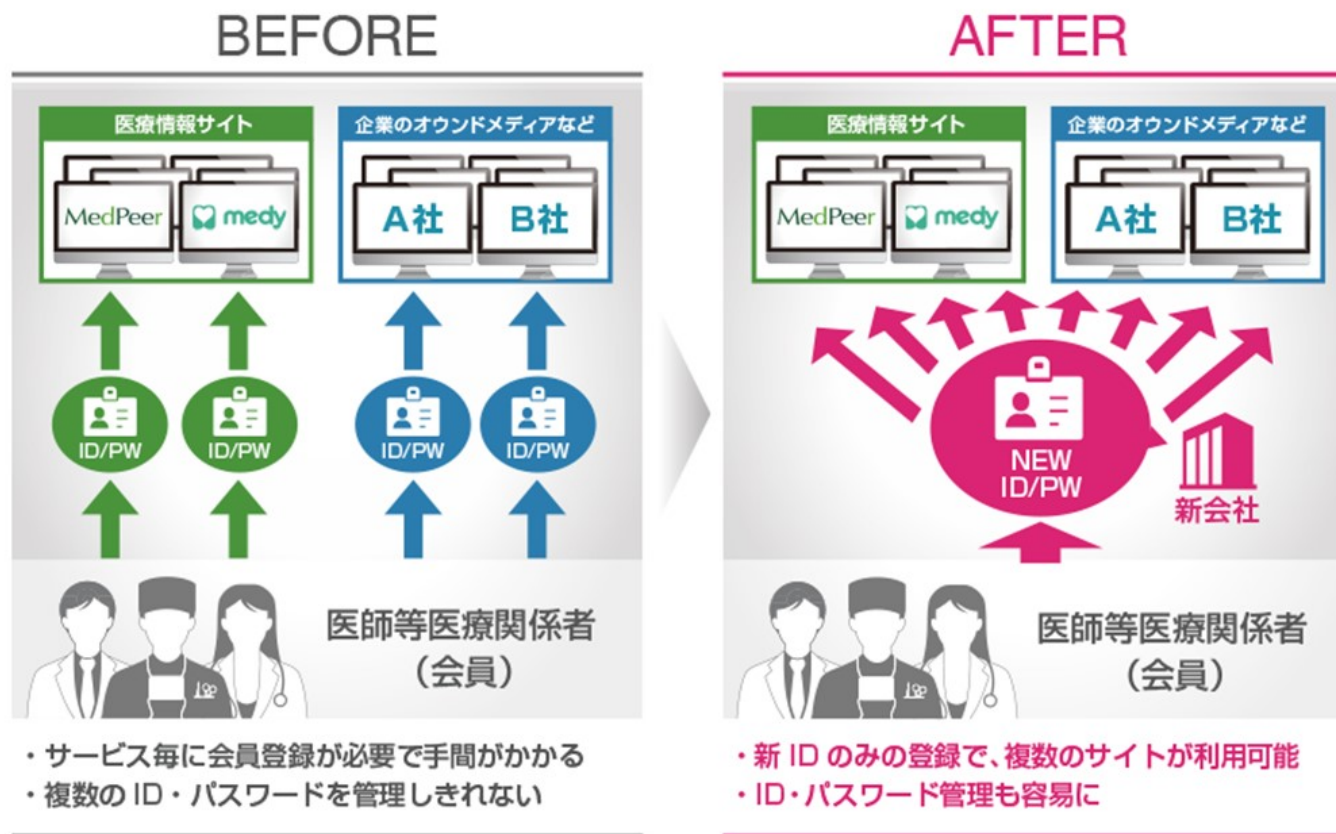 BEFORE
医療情報サイト
企業のオウンドメディアなど
MedPeer
medy
A社
B社
ID/PW
ID/PW
ID/PW
ID/PW
医師等医療関係者
（会員）
・サービス毎に会員登録が必要で手間がかかる
・複数の ID・パスワードを管理しきれない
AFTER
医療情報サイト
企業のオウンドメディアなど
MedPeer
medy
A社
B社
NEW
ID/PW
新会社
医師等医療関係者
（会員）
・新 ID のみの登録で、複数のサイトが利用可能
・ID・パスワード管理も容易に